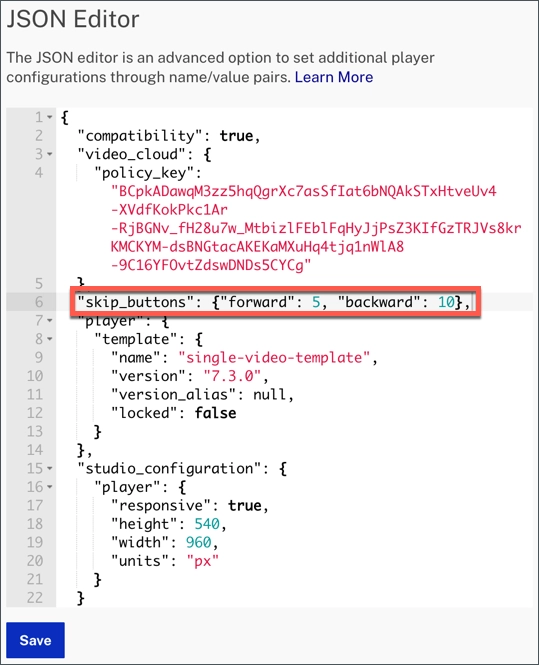 JSON Editor
The JSON editor is an advanced option to set additional player
configurations through name/value pairs. Learn More
1 {
2 "compatibility": true,
3 "video_cloud": {
4 "policy_key":
"BCpkADawqM3zz5hqQgrXc7asSfIat6bNQAkSTxHtveUv4
-XVdfKokPkc1Ar
-RjBGNv_fH28u7w_MtbizlFEblFqHyJjPsZ3KIfGzTRJVs8kr
KMCKYM-dsBNGtacAKEKaMXuHq4tjq1nWlA8
-9C16YFOvtZdswDNDs5CYCg"
5 }
6 "skip_buttons": {"forward": 5, "backward": 10},
7 "player": {
8 "template": {
9 "name": "single-video-template",
10 "version": "7.3.0",
11 "version_alias": null,
12 "locked": false
13 }
14 },
15 "studio_configuration": {
16 "player": {
17 "responsive": true,
18 "height": 540,
19 "width": 960,
20 "units": "px"
21 }
22 }
Save